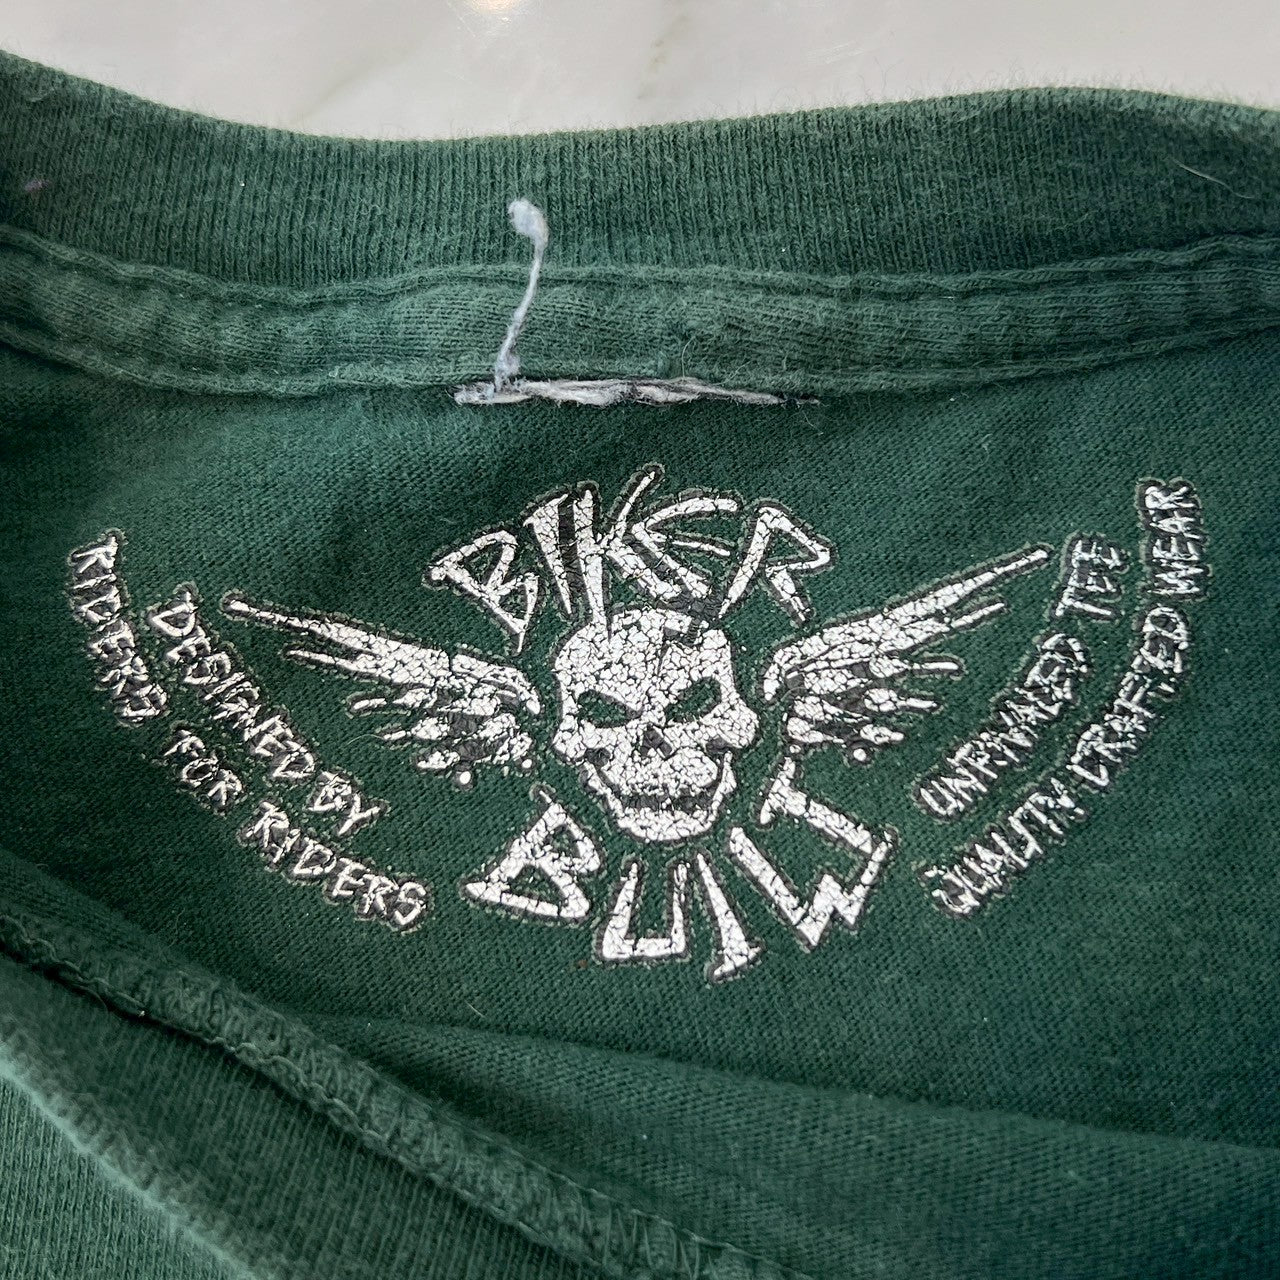 BIKER
BUILT
DESIGNED BY
RIDERS FOR RIDERS
UNRIVALED TEE
QUALITY CRAFTED WEAR